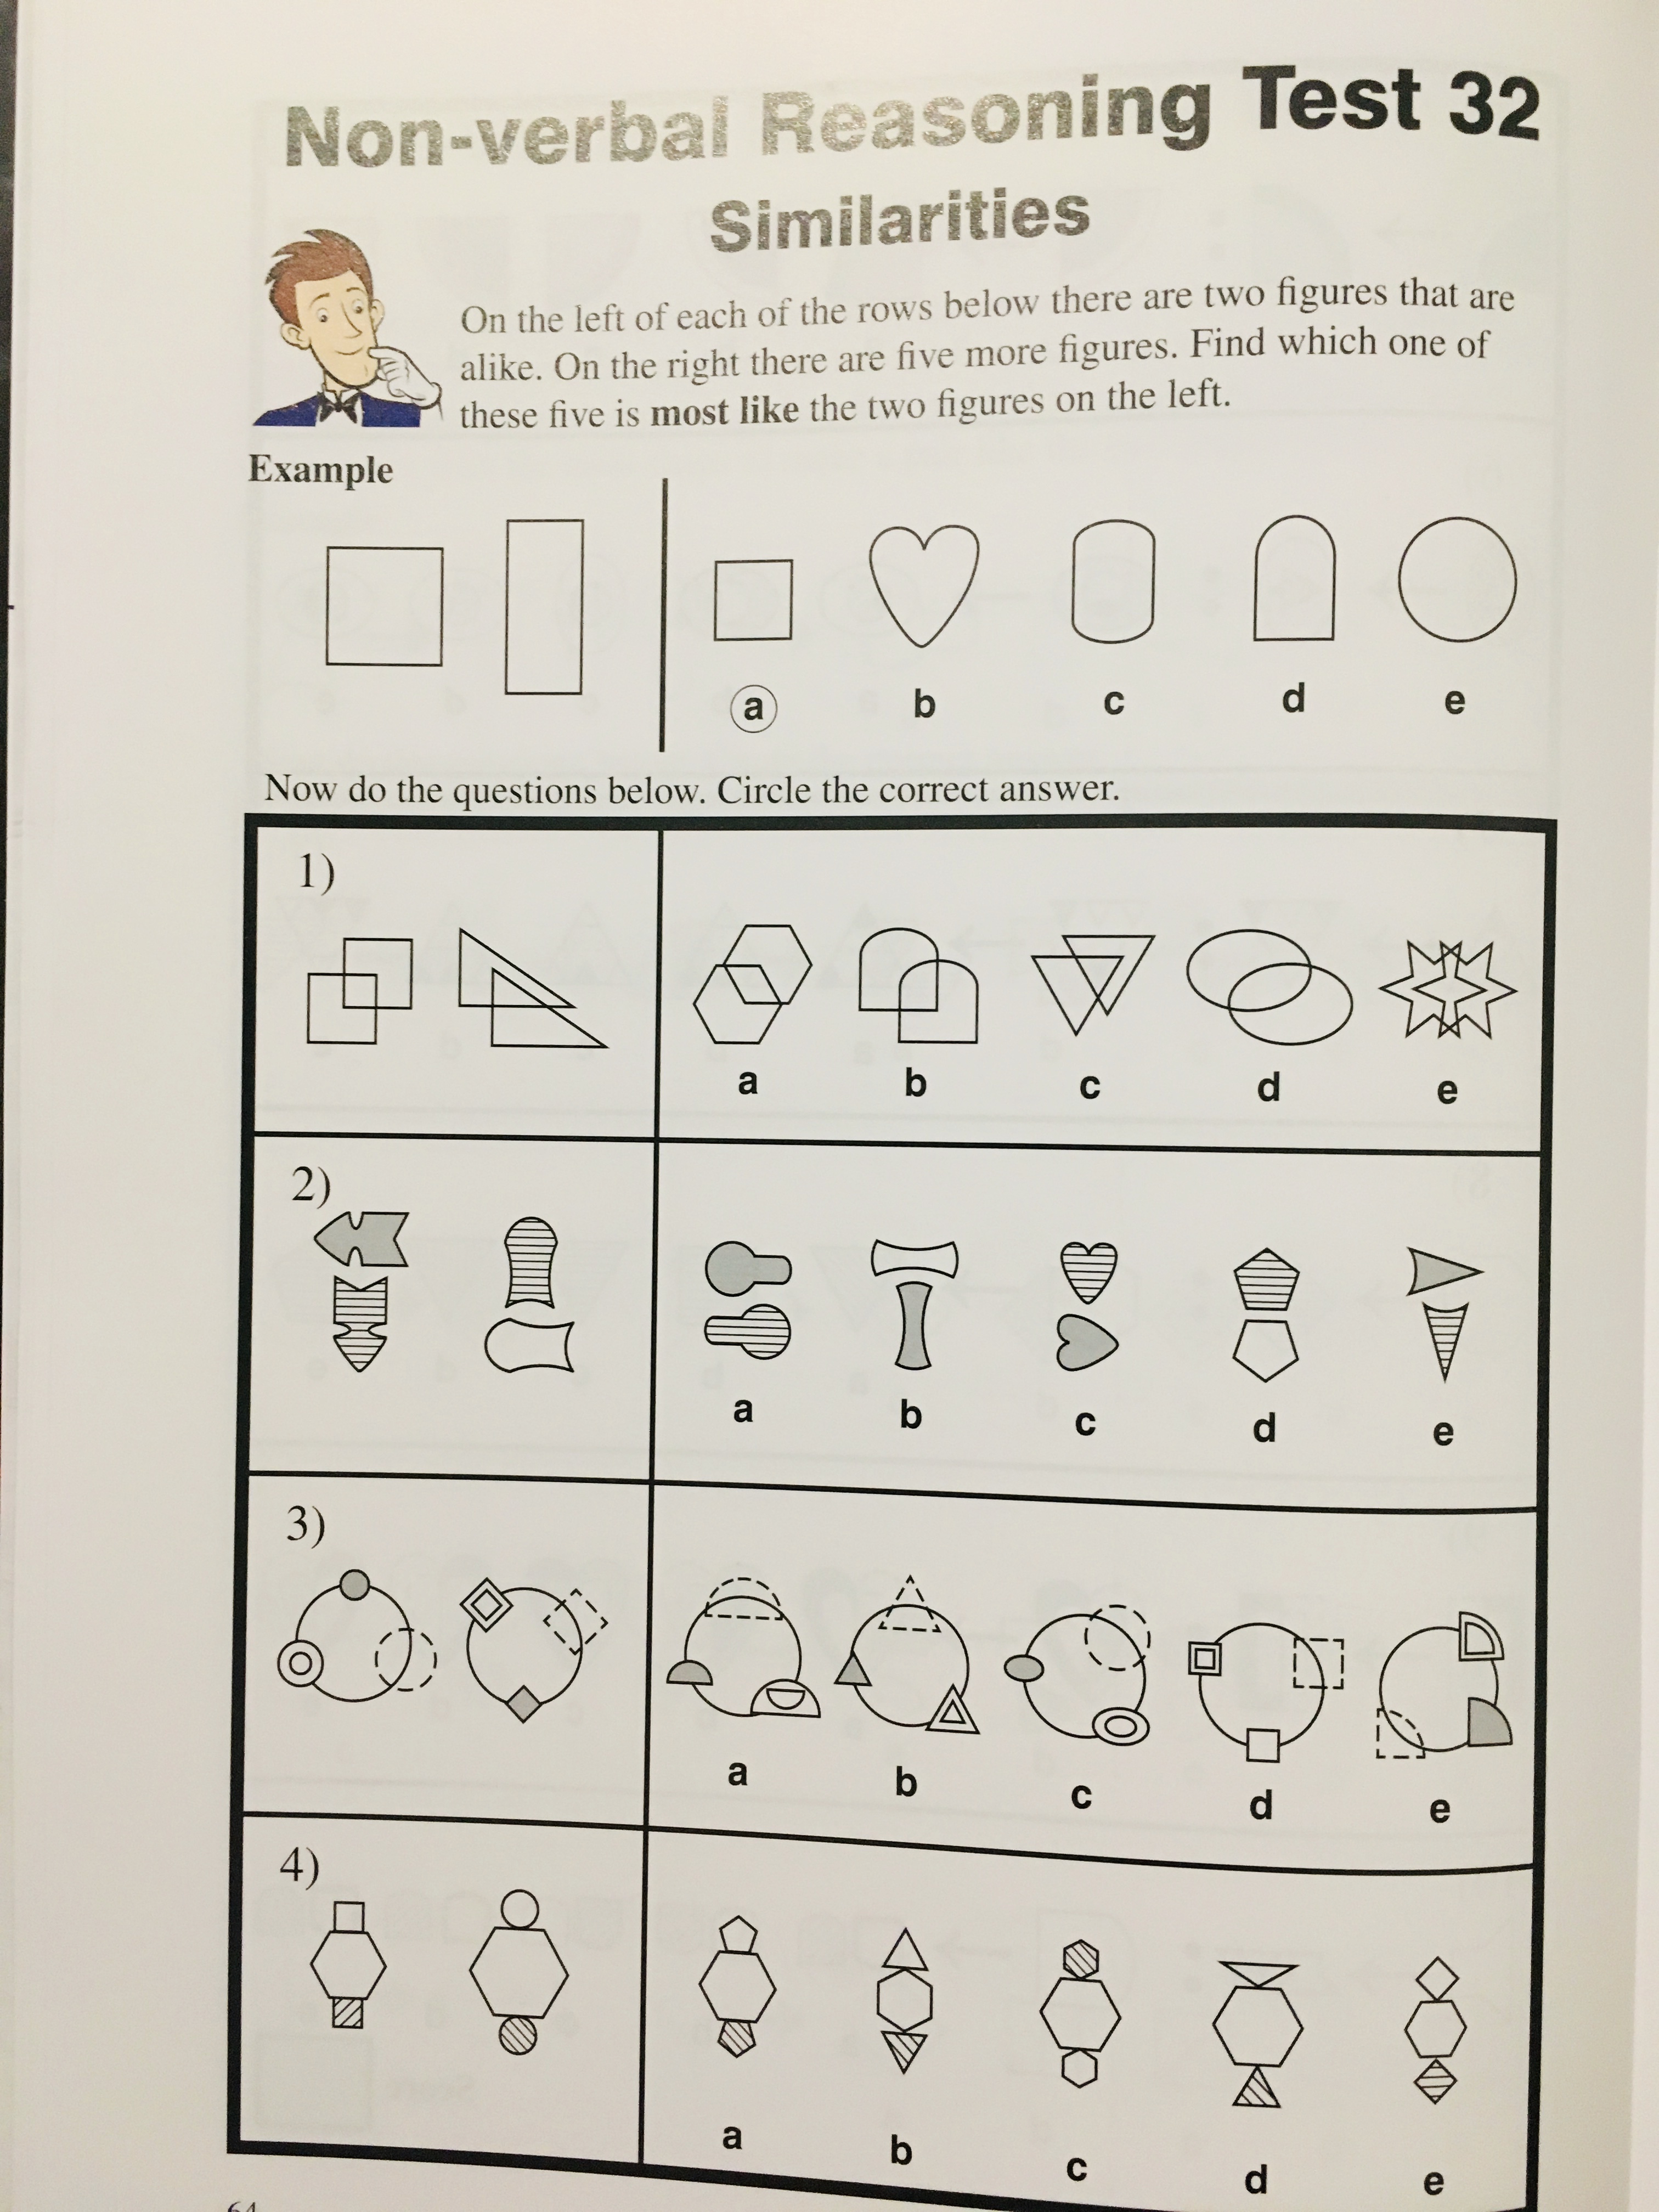 Non-verbal Reasoning Test 32
Similarities
On the left of each of the rows below there are two figures that are
alike. On the right there are five more figures. Find which one of
these five is most like the two figures on the left.
Example
a b c d e
Now do the questions below. Circle the correct answer.
1)
a b c d e
2)
a b c d e
3)
a b c d e
4)
a b c d e
64